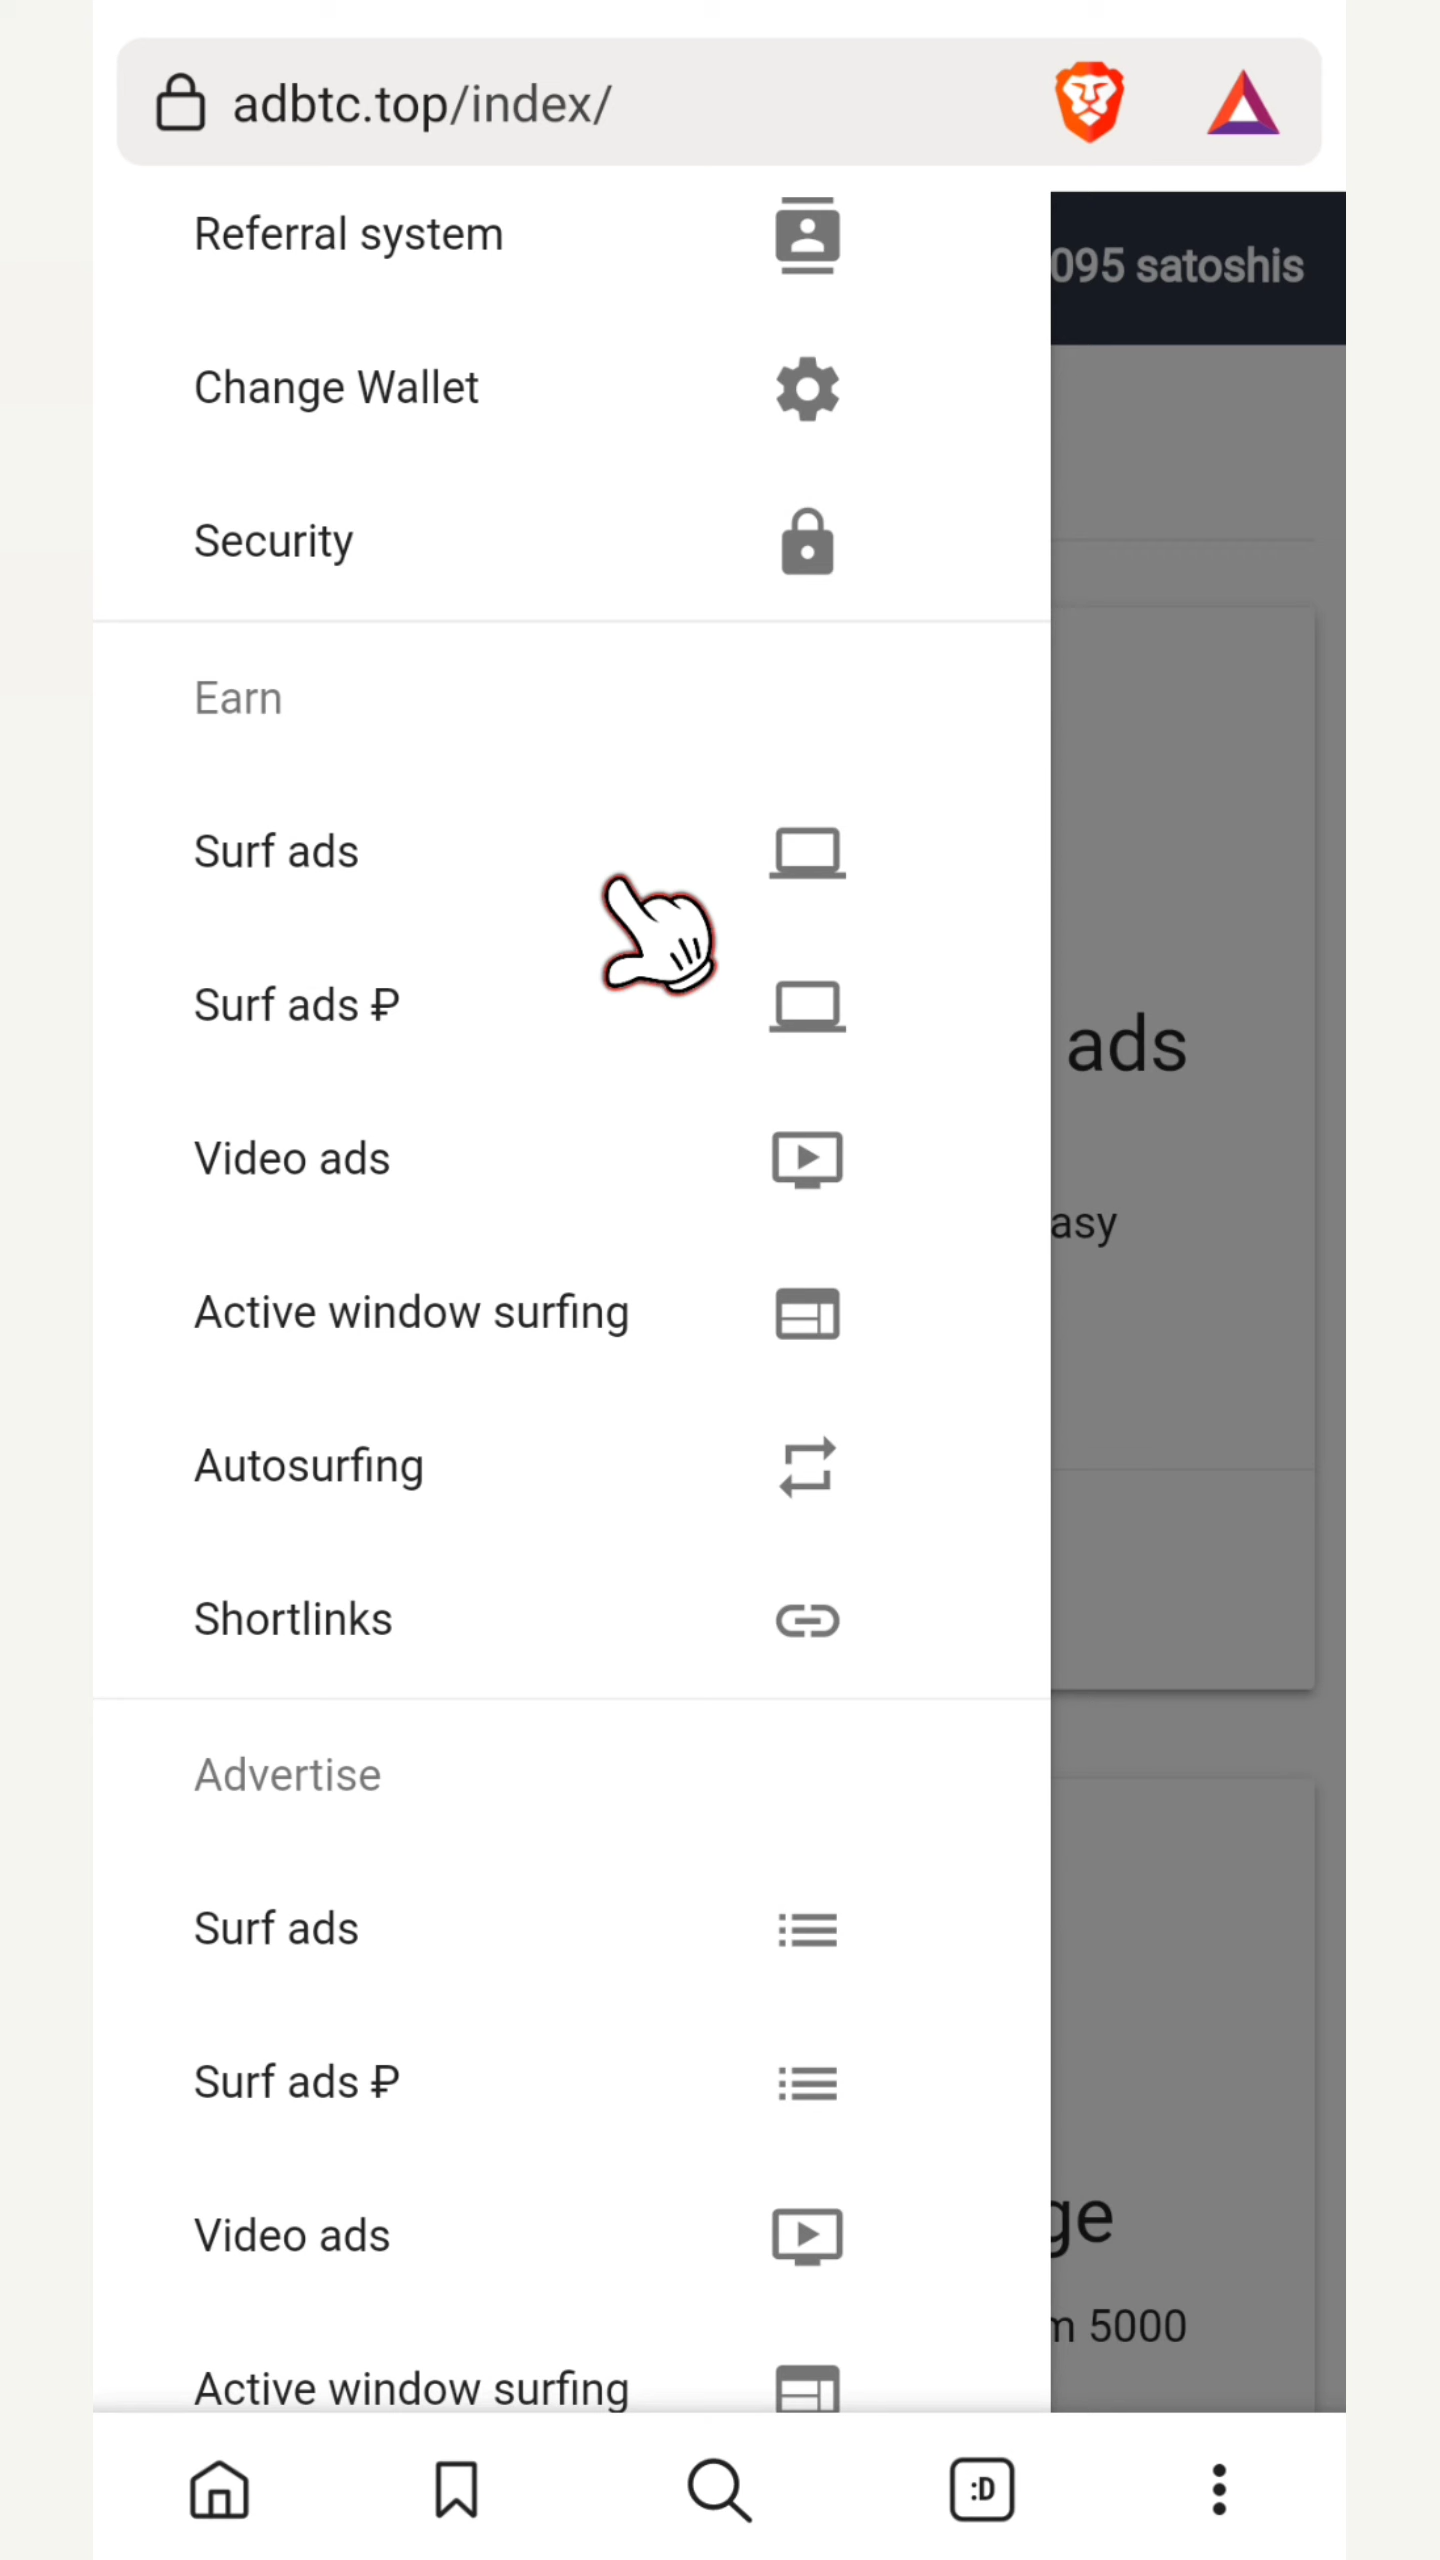 adbtc.top/index/
Referral system
095 satoshis
Change Wallet
Security
Earn
Surf ads
Surf ads ₽
ads
Video ads
asy
Active window surfing
Autosurfing
Shortlinks
Advertise
Surf ads
Surf ads ₽
Video ads
ge
m 5000
Active window surfing
:D